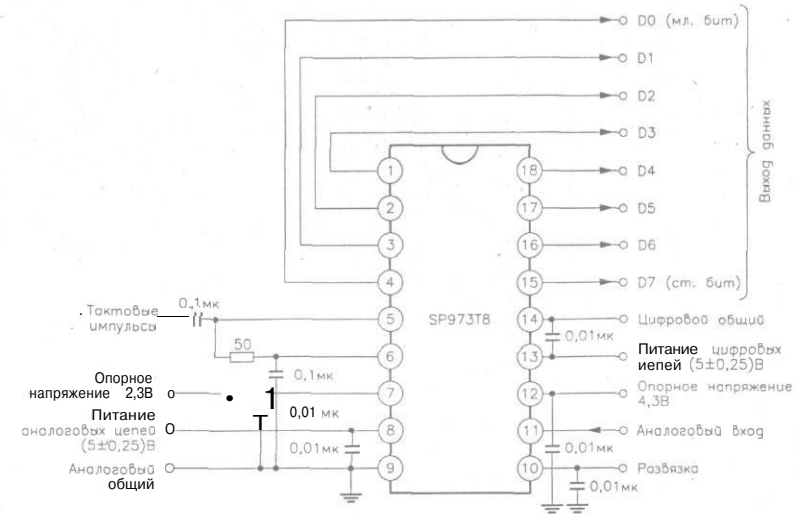 D0 (мл. бит)
D1
D2
D3
D4
D5
D6
D7 (ст. бит)
Выход данных
1
2
3
4
5
6
7
8
9
18
17
16
15
14
13
12
11
10
SP973T8
.Тактовые
импульсы
0,1мк
50
0,1мк
Опорное
напряжение 2,3В
• 1
Т
0,01 мк
Питание
аналоговых цепей
(5±0,25)В
0,01мк
Аналоговый
общий
Цифровой общий
0,01мк
Питание цифровых
иепей (5±0,25)В
Опорное напряжение
4,3В
Аналоговый вход
0,01мк
Развязка
0,01мк